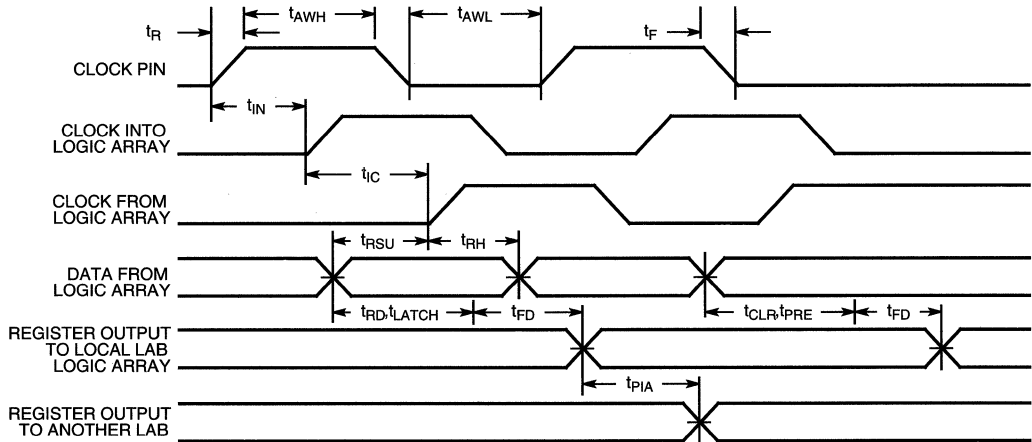 tAWH
tAWL
tR
tF
CLOCK PIN
tIN
CLOCK INTO
LOGIC ARRAY
tIC
CLOCK FROM
LOGIC ARRAY
tRSU
tRH
DATA FROM
LOGIC ARRAY
tRD,tLATCH
tFD
tCLR,tPRE
tFD
REGISTER OUTPUT
TO LOCAL LAB
LOGIC ARRAY
tPIA
REGISTER OUTPUT
TO ANOTHER LAB